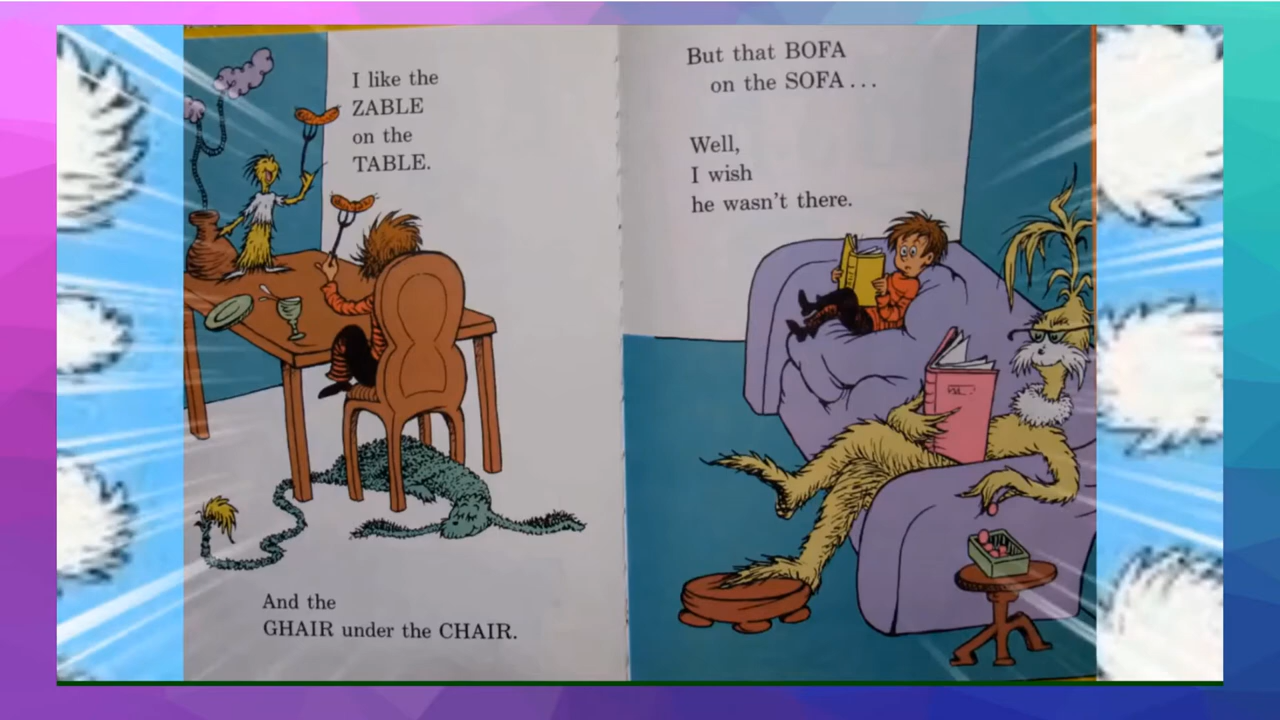 I like the
ZABLE
on the
TABLE.
And the
GHAIR under the CHAIR.
But that BOFA
on the SOFA...
Well,
I wish
he wasn't there.